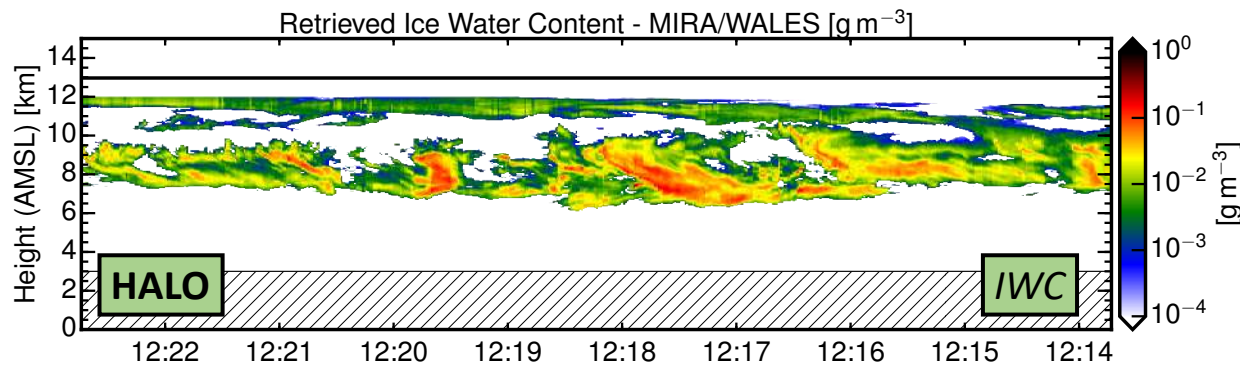 Retrieved Ice Water Content - MIRA/WALES [g m⁻³]
Height (AMSL) [km]
14
12
10
8
6
4
2
0
HALO
IWC
12:22 12:21 12:20 12:19 12:18 12:17 12:16 12:15 12:14
10⁰
10⁻¹
10⁻²
10⁻³
10⁻⁴
[g m⁻³]